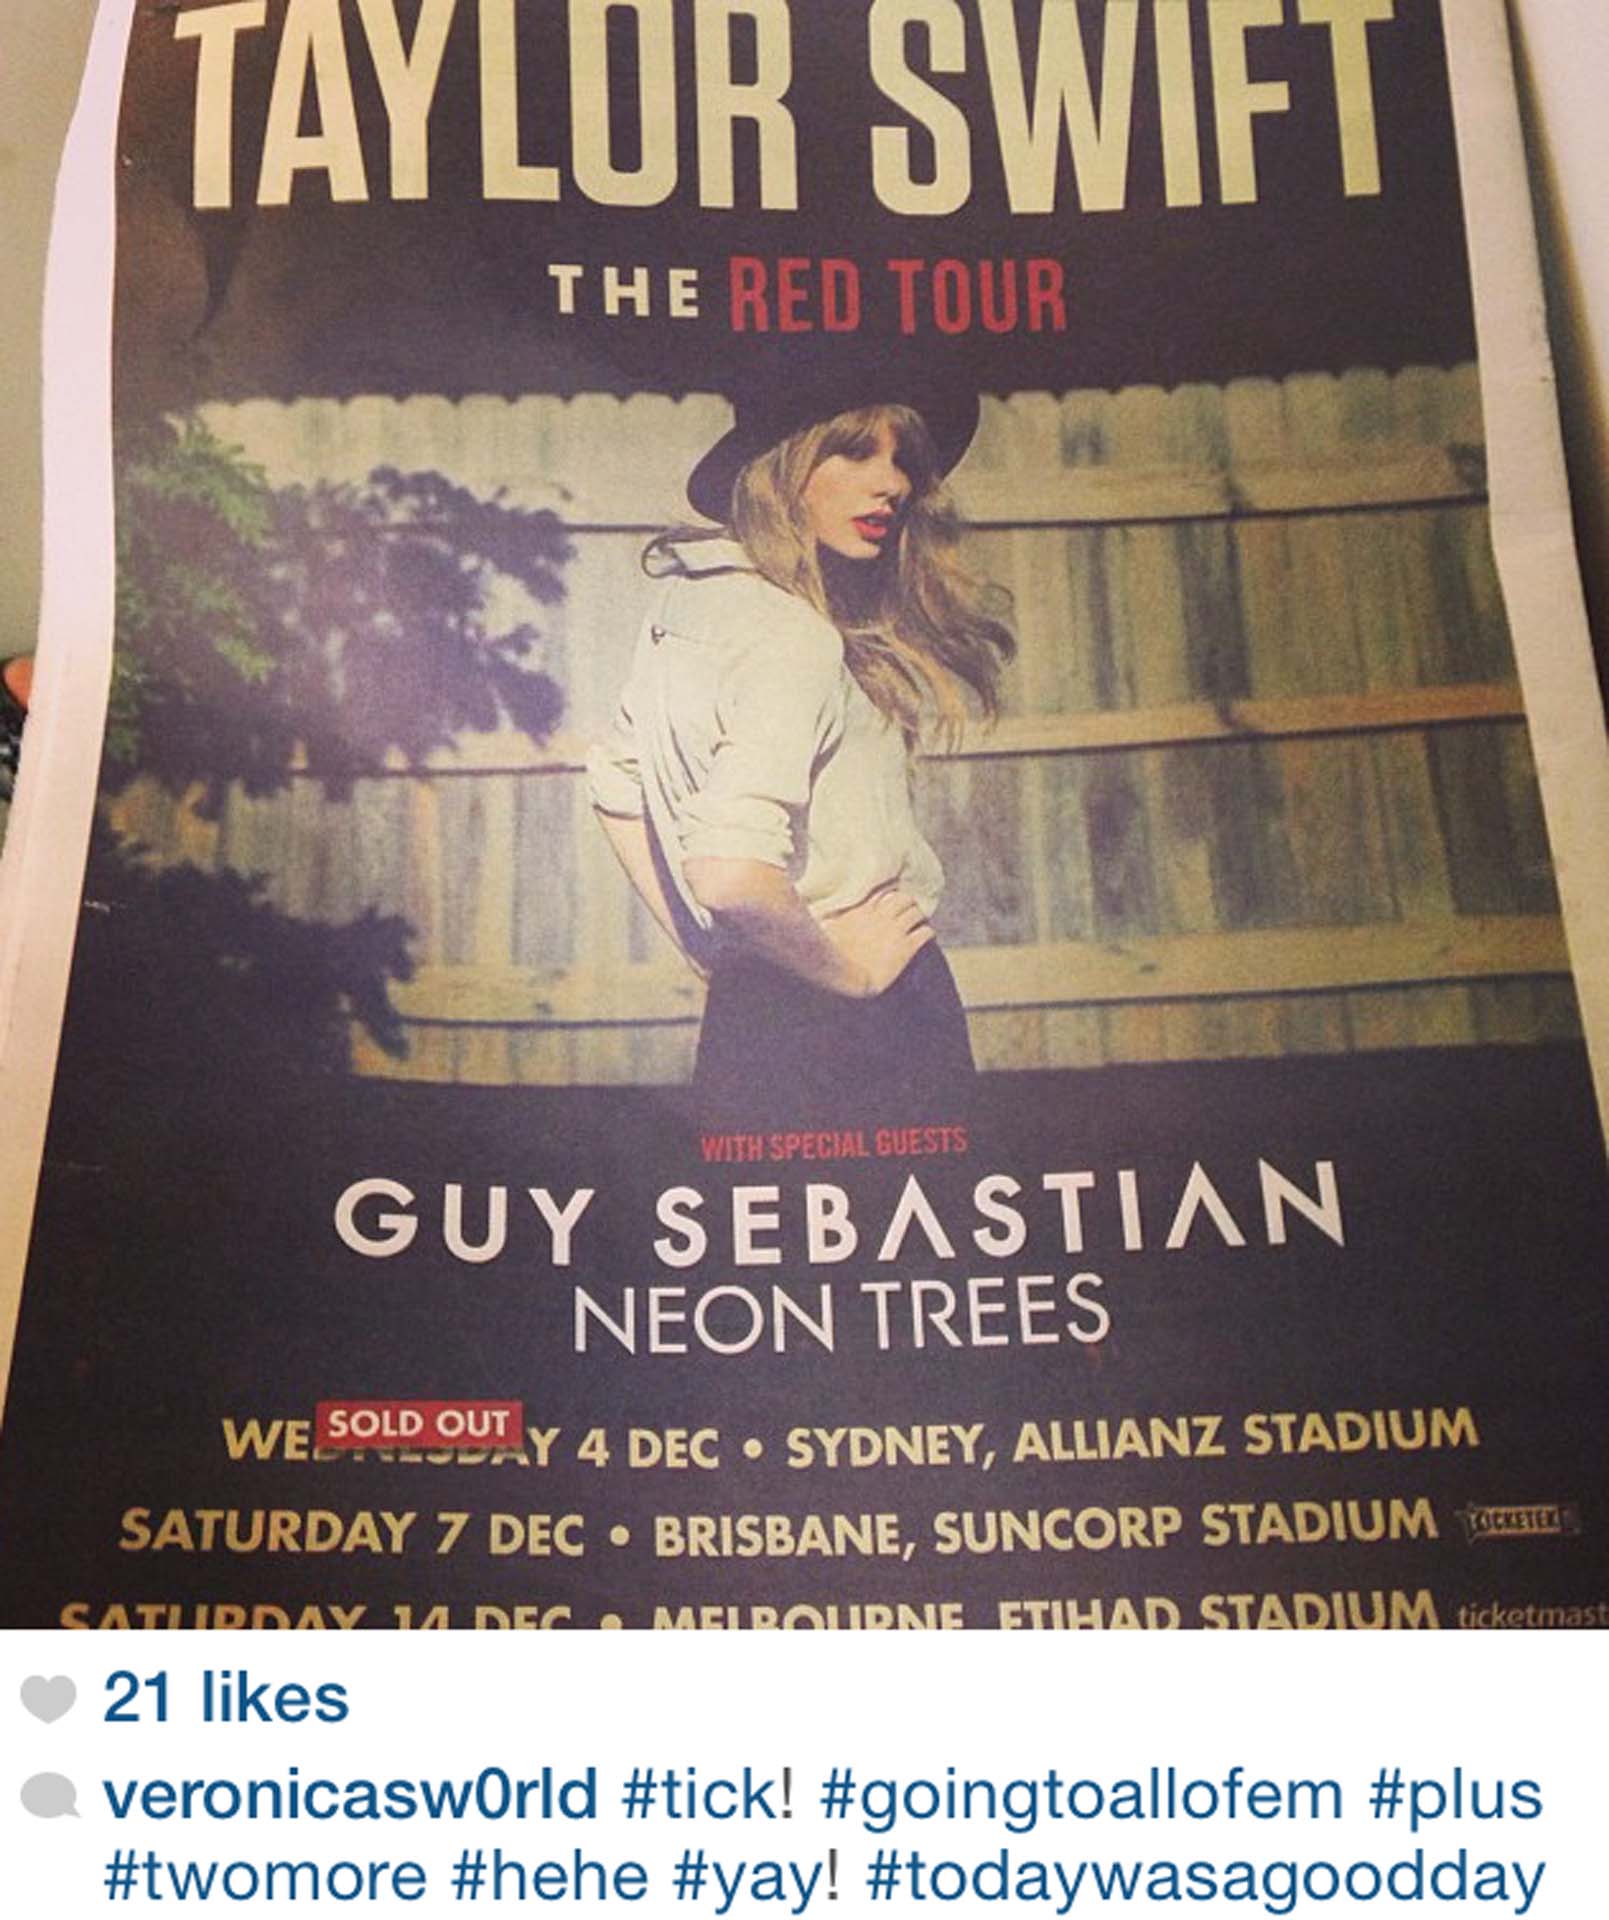 TAYLOR SWIFT
THE RED TOUR
WITH SPECIAL GUESTS
GUY SEBASTIAN
NEON TREES
SOLD OUT
WEDNESDAY 4 DEC • SYDNEY, ALLIANZ STADIUM
SATURDAY 7 DEC • BRISBANE, SUNCORP STADIUM TICKETEK
SATURDAY 14 DEC • MELBOURNE, ETIHAD STADIUM ticketmast
21 likes
veronicasw0rld #tick! #goingtoallofem #plus
#twomore #hehe #yay! #todaywasagoodday